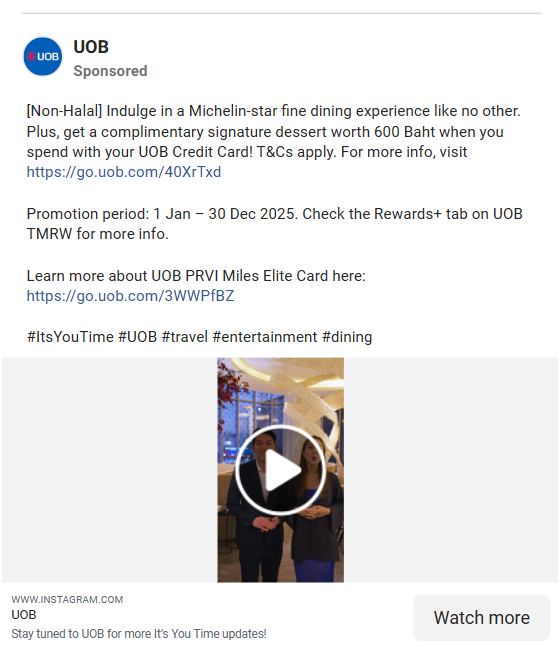 UOB
UOB
Sponsored
[Non-Halal] Indulge in a Michelin-star fine dining experience like no other.
Plus, get a complimentary signature dessert worth 600 Baht when you
spend with your UOB Credit Card! T&Cs apply. For more info, visit
https://go.uob.com/40XrTxd
Promotion period: 1 Jan – 30 Dec 2025. Check the Rewards+ tab on UOB
TMRW for more info.
Learn more about UOB PRVI Miles Elite Card here:
https://go.uob.com/3WWPfBZ
#ItsYouTime #UOB #travel #entertainment #dining
WWW.INSTAGRAM.COM
UOB
Stay tuned to UOB for more It's You Time updates!
Watch more